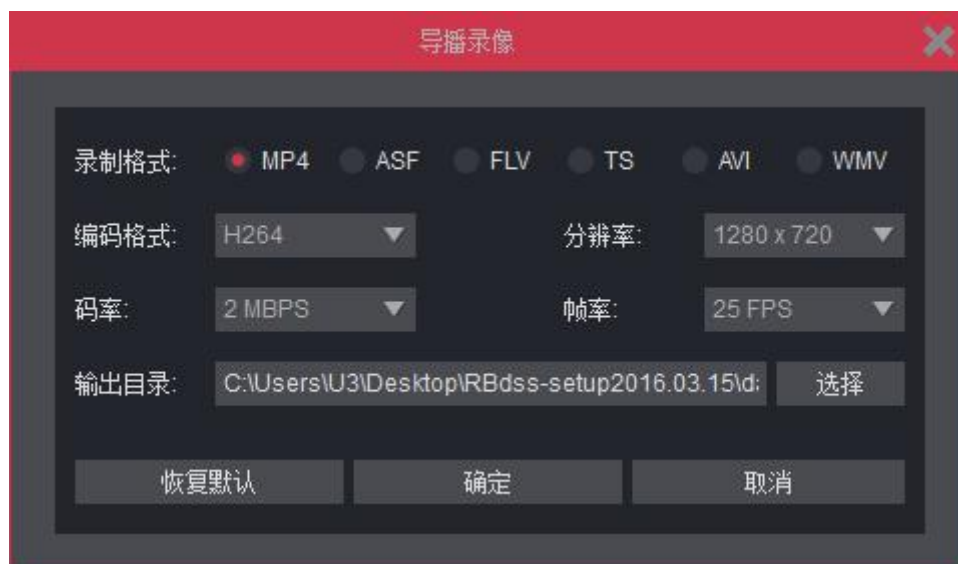 导播录像
录制格式: MP4 ASF FLV TS AVI WMV
编码格式: H264 分辨率: 1280 x 720
码率: 2 MBPS 帧率: 25 FPS
输出目录: C:\Users\U3\Desktop\RBdss-setup2016.03.15\d 选择
恢复默认 确定 取消